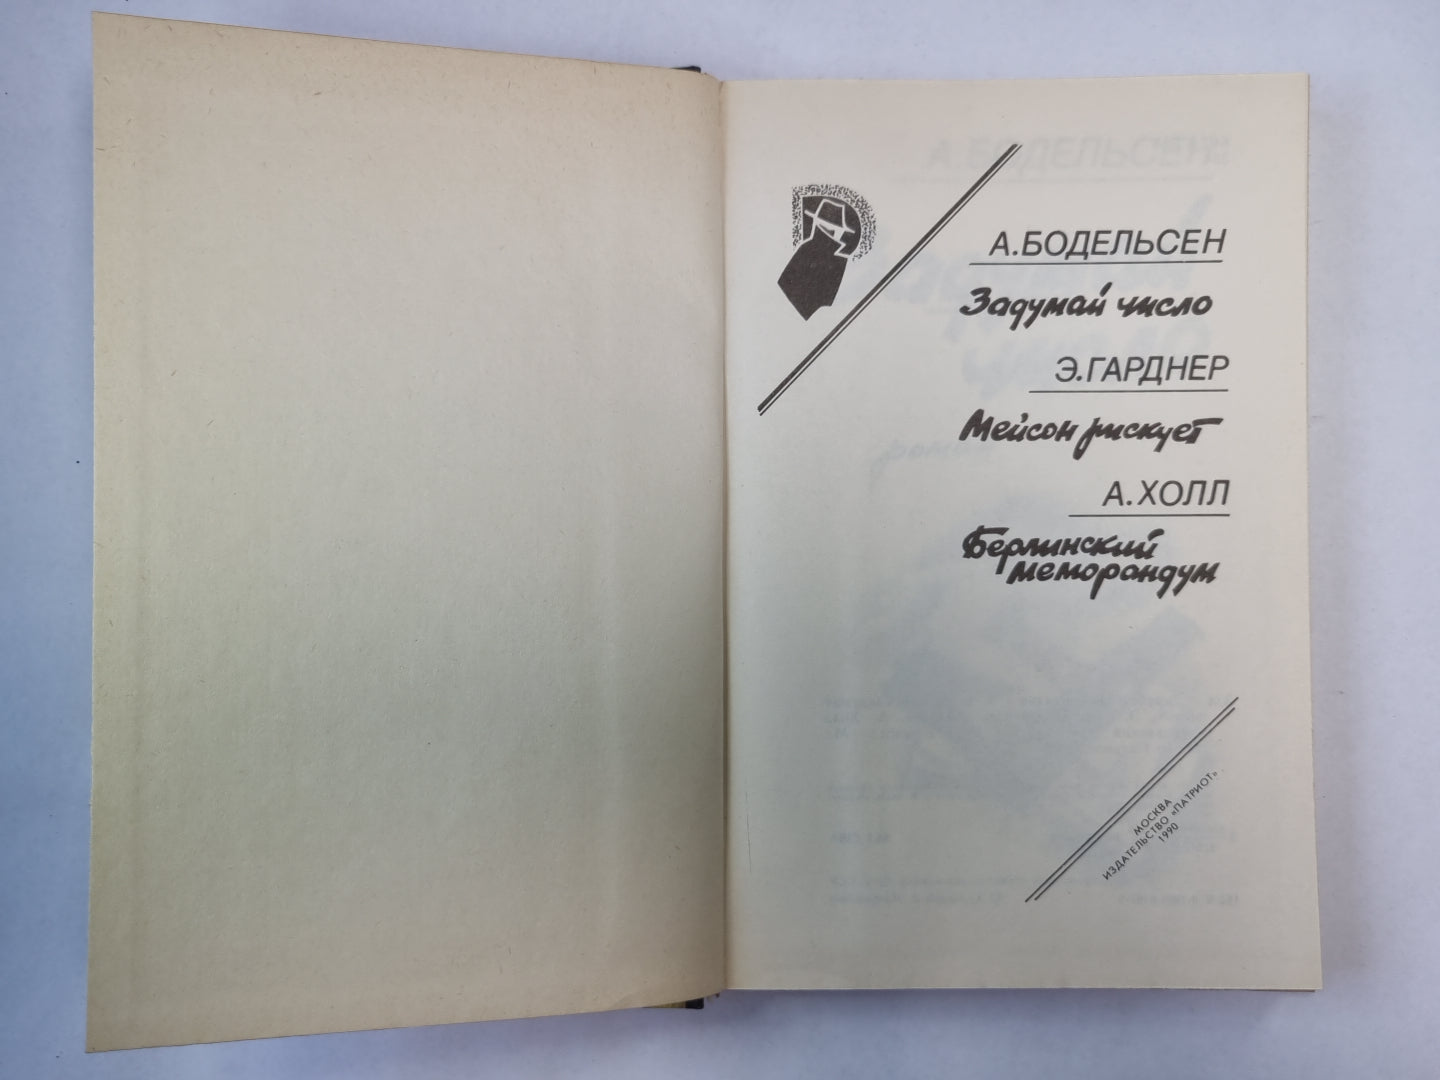 А.БОДЕЛЬСЕН
Задумай число
Э.ГАРДНЕР
Мейсон рискует
А.ХОЛЛ
Берлинский
меморандум
МОСКВА
ИЗДАТЕЛЬСТВО «ПАТРИОТ»
1990